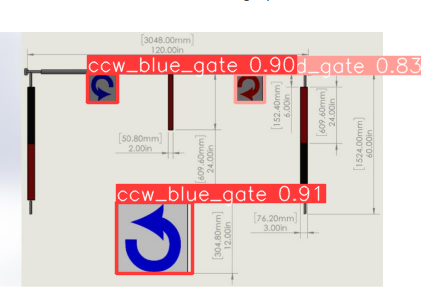 [3048.00mm]
120.00in
ccw_blue_gate 0.90
d_gate 0.83
[152.40mm]
6.00in
[609.60mm]
24.00in
[50.80mm]
2.00in
[609.60mm]
24.00in
[1524.00mm]
60.00in
ccw_blue_gate 0.91
[304.80mm]
12.00in
[76.20mm]
3.00in